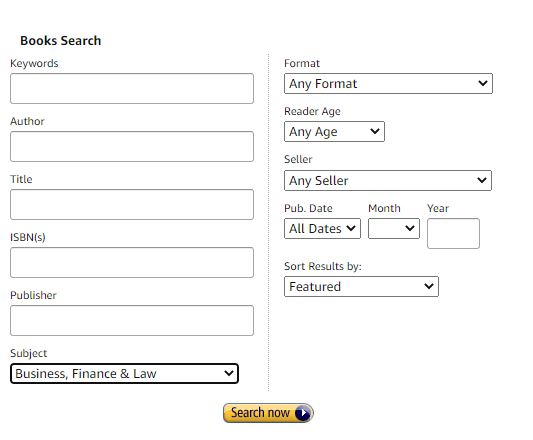 Books Search
Keywords
Author
Title
ISBN(s)
Publisher
Subject
Business, Finance & Law
Format
Any Format
Reader Age
Any Age
Seller
Any Seller
Pub. Date Month Year
All Dates
Sort Results by:
Featured
Search now